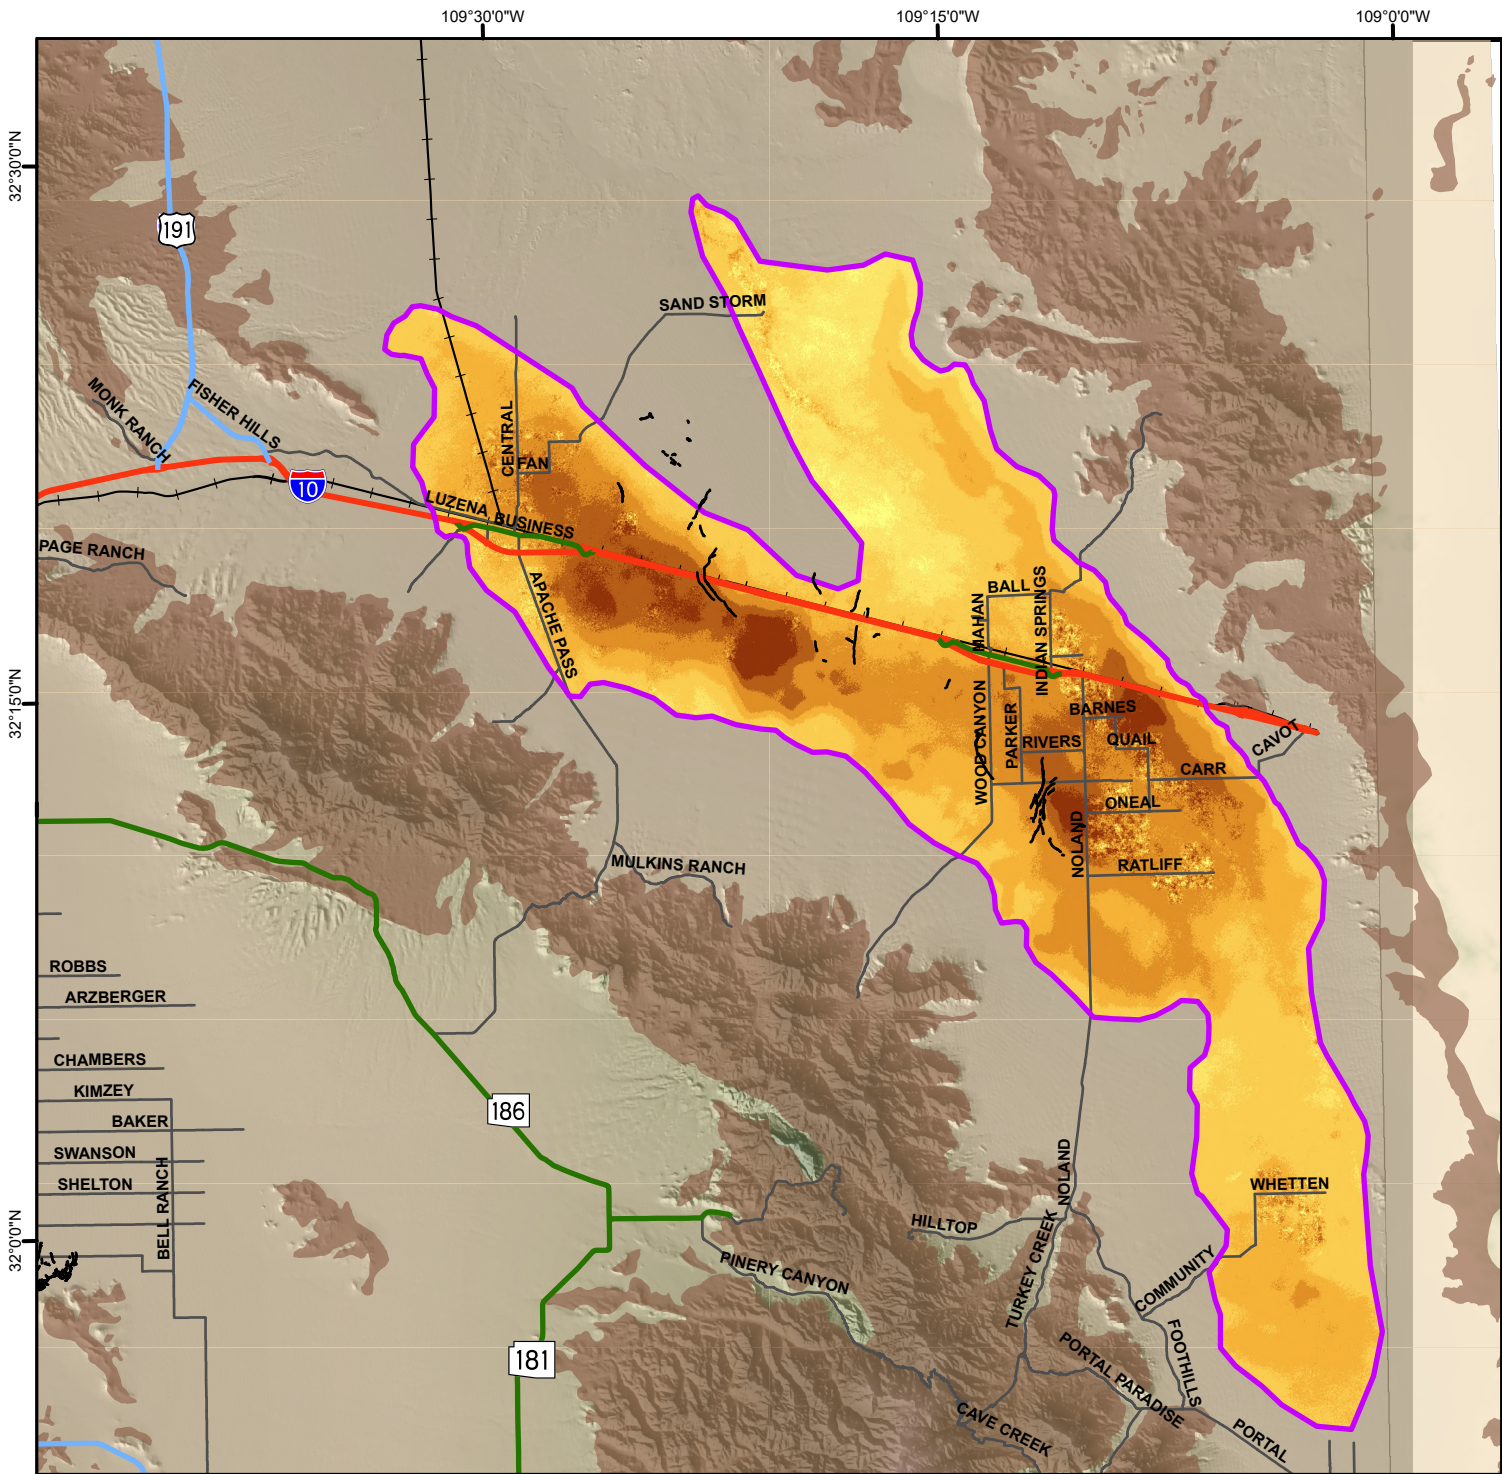 109°30'0"W
109°15'0"W
109°0'0"W
32°30'0"N
191
SAND STORM
MONK RANCH
FISHER HILLS
CENTRAL
FAN
10
LUZENA
BUSINESS
PAGE RANCH
APACHE PASS
BALL
MAHAN
INDIAN SPRINGS
32°15'0"N
WOOD CANYON
PARKER
BARNES
RIVERS
QUAIL
CAVOT
CARR
ONEAL
NOLAND
RATLIFF
MULKINS RANCH
ROBBS
ARZBERGER
CHAMBERS
KIMZEY
BAKER
186
SWANSON
SHELTON
BELL RANCH
NOLAND
WHETTEN
32°0'0"N
HILLTOP
TURKEY CREEK
PINERY CANYON
COMMUNITY
FOOTHILLS
181
PORTAL PARADISE
CAVE CREEK
PORTAL